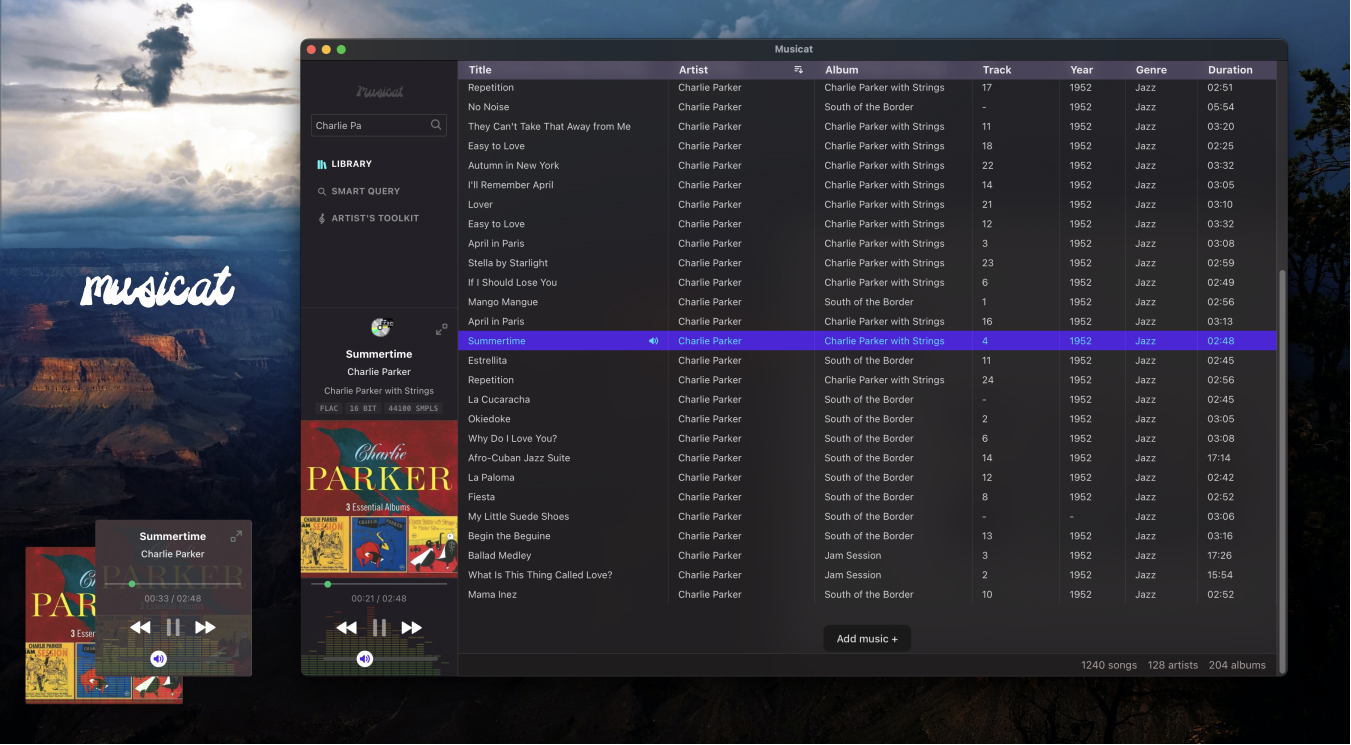 musicat
Musicat
musicat
Charlie Pa
LIBRARY
SMART QUERY
ARTIST'S TOOLKIT
Title Artist Album Track Year Genre Duration
Repetition Charlie Parker Charlie Parker with Strings 17 1952 Jazz 02:51
No Noise Charlie Parker South of the Border - 1952 Jazz 05:54
They Can't Take That Away from Me Charlie Parker Charlie Parker with Strings 11 1952 Jazz 03:20
Easy to Love Charlie Parker Charlie Parker with Strings 18 1952 Jazz 02:25
Autumn in New York Charlie Parker Charlie Parker with Strings 22 1952 Jazz 03:32
I'll Remember April Charlie Parker Charlie Parker with Strings 14 1952 Jazz 03:05
Lover Charlie Parker Charlie Parker with Strings 21 1952 Jazz 03:10
Easy to Love Charlie Parker Charlie Parker with Strings 12 1952 Jazz 03:32
April in Paris Charlie Parker Charlie Parker with Strings 3 1952 Jazz 03:08
Stella by Starlight Charlie Parker Charlie Parker with Strings 23 1952 Jazz 02:59
If I Should Lose You Charlie Parker Charlie Parker with Strings 6 1952 Jazz 02:49
Mango Mangue Charlie Parker South of the Border 1 1952 Jazz 02:56
April in Paris Charlie Parker Charlie Parker with Strings 16 1952 Jazz 03:13
Summertime Charlie Parker Charlie Parker with Strings 4 1952 Jazz 02:48
Estrellita Charlie Parker South of the Border 11 1952 Jazz 02:45
Repetition Charlie Parker Charlie Parker with Strings 24 1952 Jazz 02:56
La Cucaracha Charlie Parker South of the Border - 1952 Jazz 02:45
Okiedoke Charlie Parker South of the Border 2 1952 Jazz 03:05
Why Do I Love You? Charlie Parker South of the Border 6 1952 Jazz 03:08
Afro-Cuban Jazz Suite Charlie Parker South of the Border 14 1952 Jazz 17:14
La Paloma Charlie Parker South of the Border 12 1952 Jazz 02:42
Fiesta Charlie Parker South of the Border 8 1952 Jazz 02:52
My Little Suede Shoes Charlie Parker South of the Border - - Jazz 03:06
Begin the Beguine Charlie Parker South of the Border 13 1952 Jazz 03:16
Ballad Medley Charlie Parker Jam Session 3 1952 Jazz 17:26
What Is This Thing Called Love? Charlie Parker Jam Session 2 1952 Jazz 15:54
Mama Inez Charlie Parker South of the Border 10 1952 Jazz 02:52
Add music +
1240 songs 128 artists 204 albums
Summertime
Charlie Parker
Charlie Parker with Strings
FLAC 16 BIT 44100 SMPLS
Charlie
PARKER
3 Essential Albums
CHARLIE PARKER
SESSION
CHARLIE PARKER
00:21 / 02:48
Summertime
Charlie Parker
PARKER
00:33 / 02:48
3 Essential Albums
PAR
3 Esser
CHARLIE PARKER
SESSION